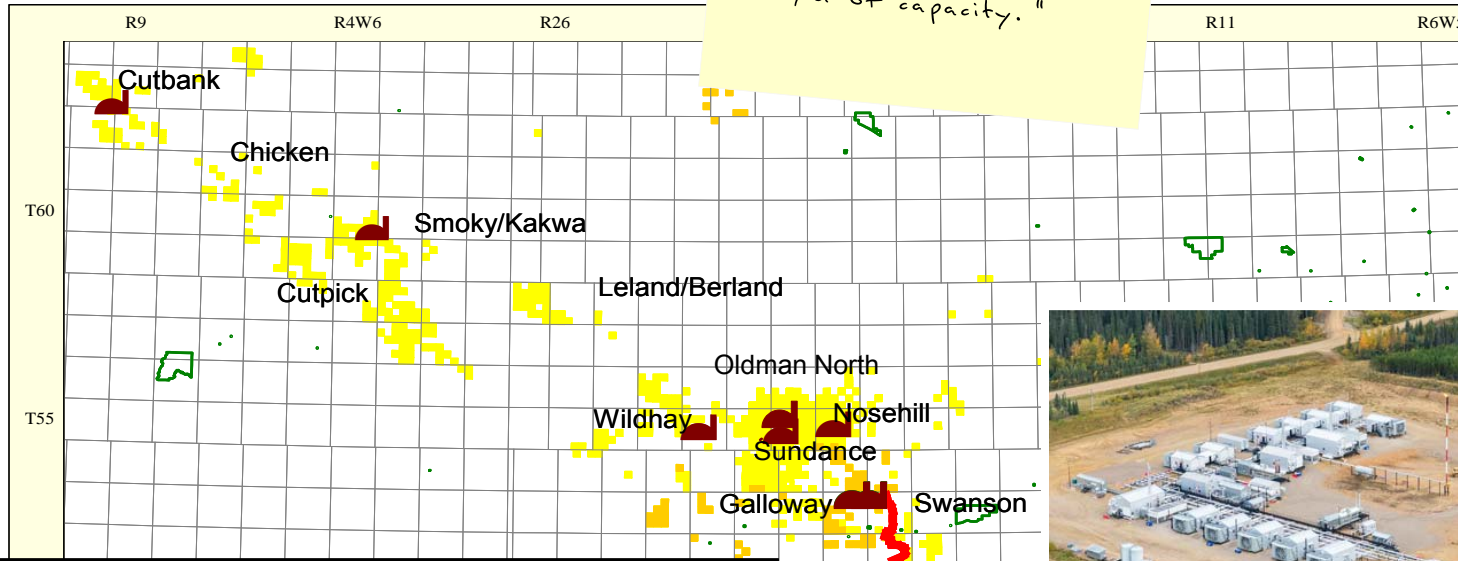 of capacity."
R9 R4W6 R26 R11
Cutbank
Chicken
T60
Smoky/Kakwa
Cutpick
Leland/Berland
Oldman North
T55
Wildhay
Nosehill
Sundance
Galloway
Swanson